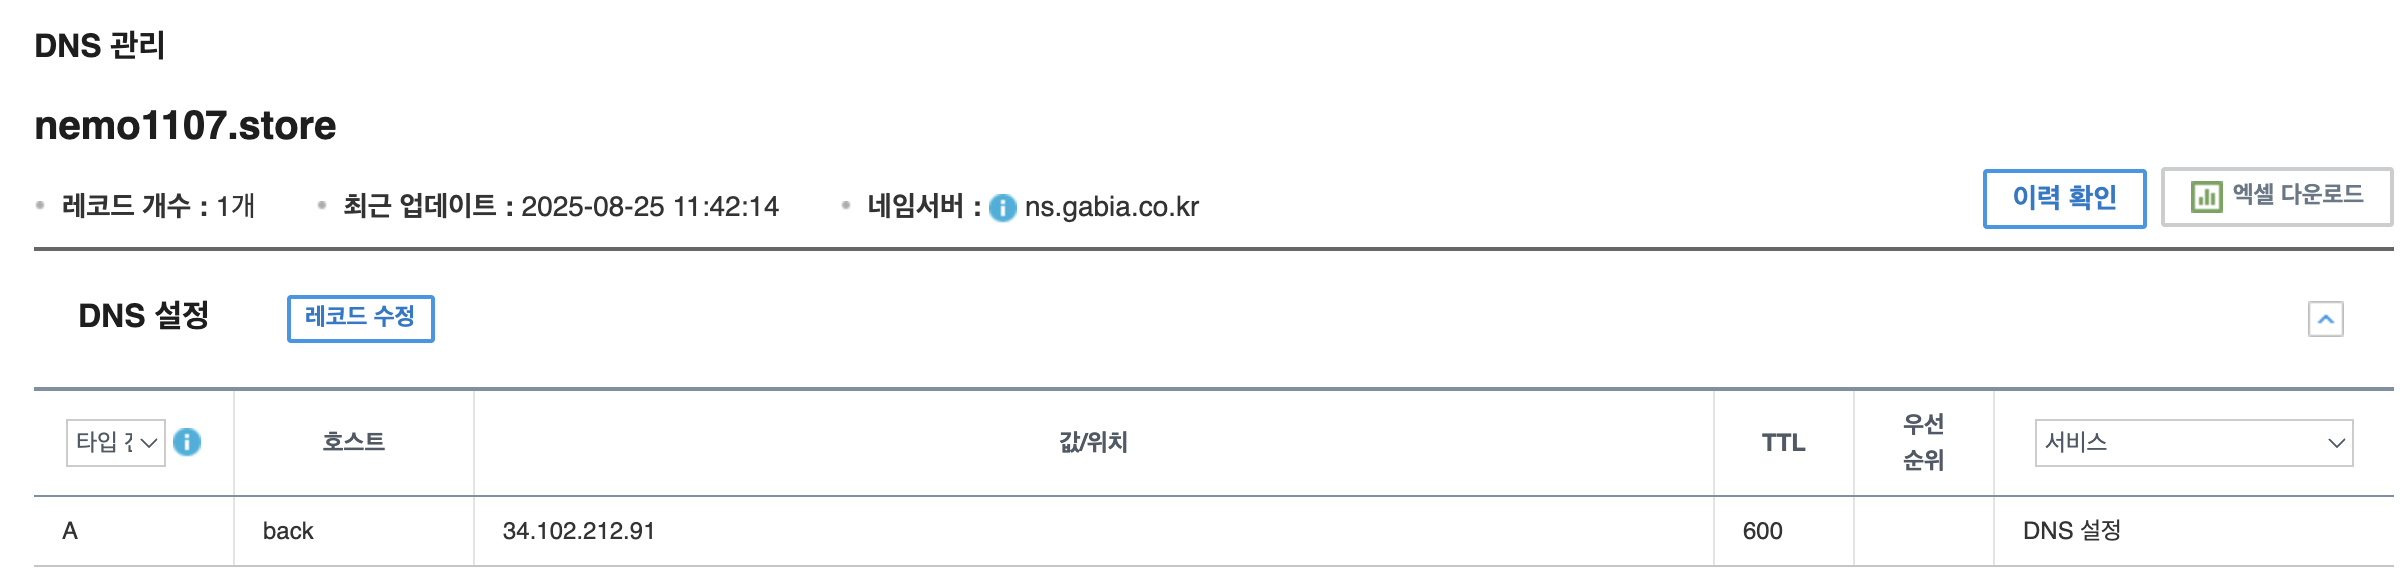 DNS 관리
nemo1107.store
레코드 개수 : 1개 최근 업데이트 : 2025-08-25 11:42:14 네임서버 : ns.gabia.co.kr 이력 확인 엑셀 다운로드
DNS 설정 레코드 수정
타입 호스트 값/위치 TTL 우선 순위 서비스
A back 34.102.212.91 600 DNS 설정